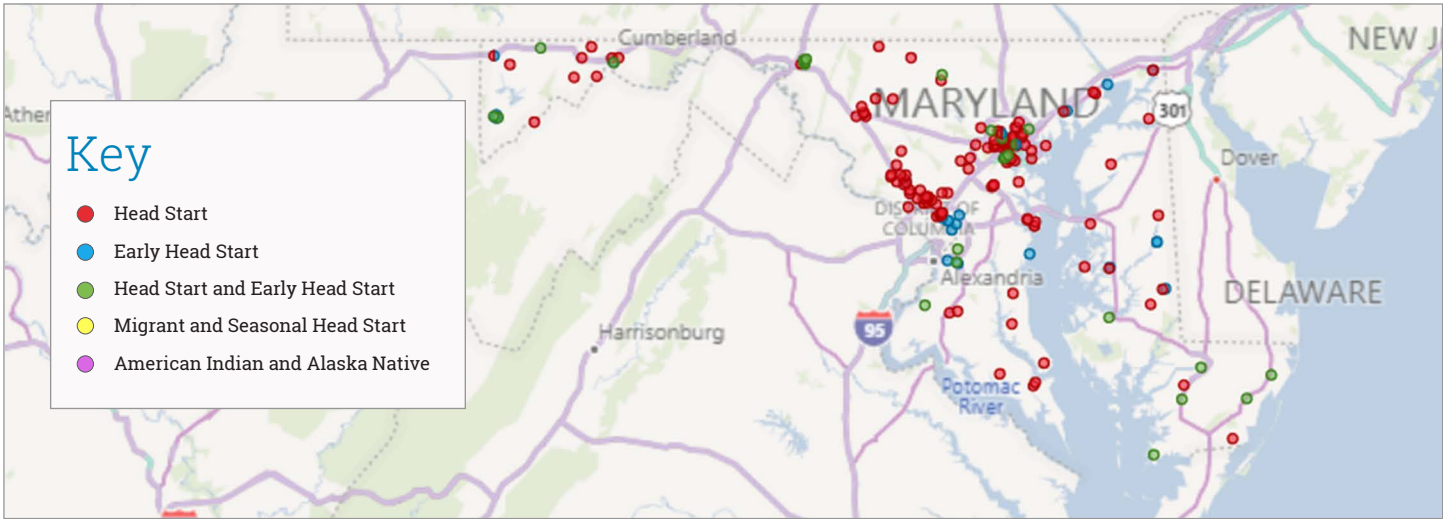 Cumberland
NEW J
Ather
MARYLAND
301
Key
Dover
Head Start
DISTRICT OF
COLUMBIA
Early Head Start
Alexandria
Head Start and Early Head Start
DELAWARE
Migrant and Seasonal Head Start
95
Harrisonburg
American Indian and Alaska Native
Potomac
River